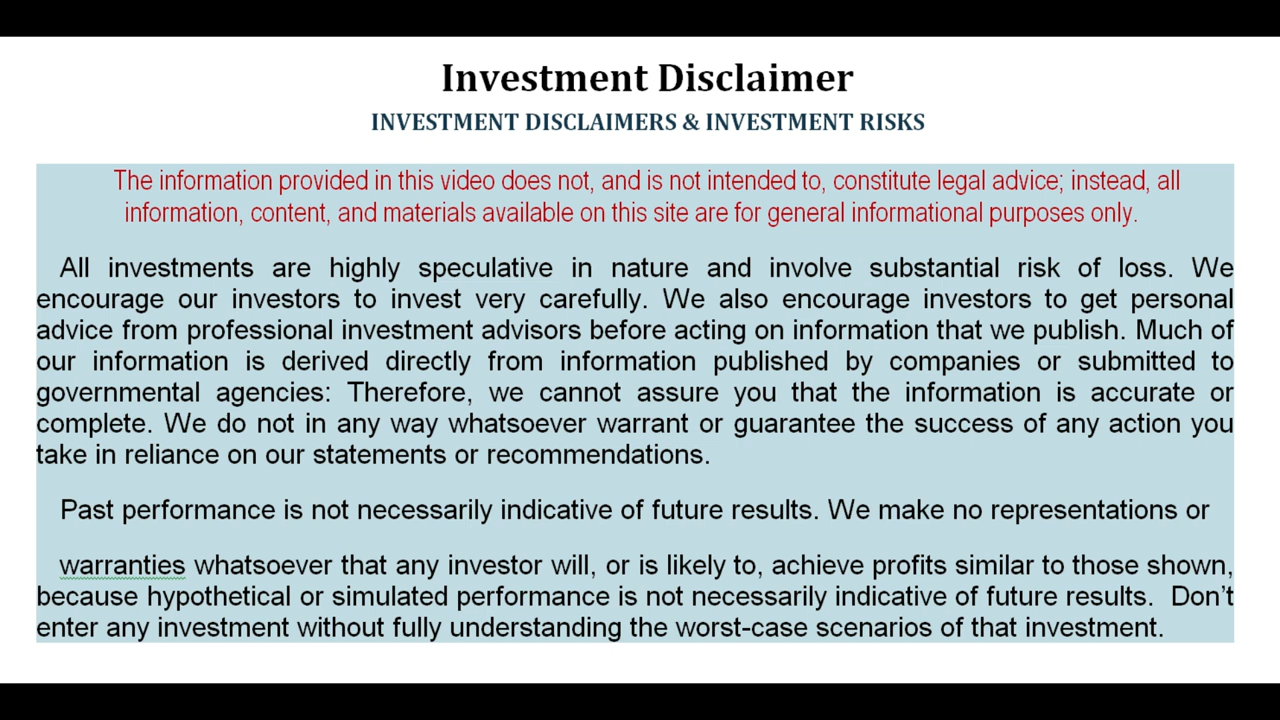 Investment Disclaimer
INVESTMENT DISCLAIMERS & INVESTMENT RISKS
The information provided in this video does not, and is not intended to, constitute legal advice; instead, all
information, content, and materials available on this site are for general informational purposes only.
All investments are highly speculative in nature and involve substantial risk of loss. We
encourage our investors to invest very carefully. We also encourage investors to get personal
advice from professional investment advisors before acting on information that we publish. Much of
our information is derived directly from information published by companies or submitted to
governmental agencies: Therefore, we cannot assure you that the information is accurate or
complete. We do not in any way whatsoever warrant or guarantee the success of any action you
take in reliance on our statements or recommendations.
Past performance is not necessarily indicative of future results. We make no representations or
warranties whatsoever that any investor will, or is likely to, achieve profits similar to those shown,
because hypothetical or simulated performance is not necessarily indicative of future results.  Don’t
enter any investment without fully understanding the worst-case scenarios of that investment.